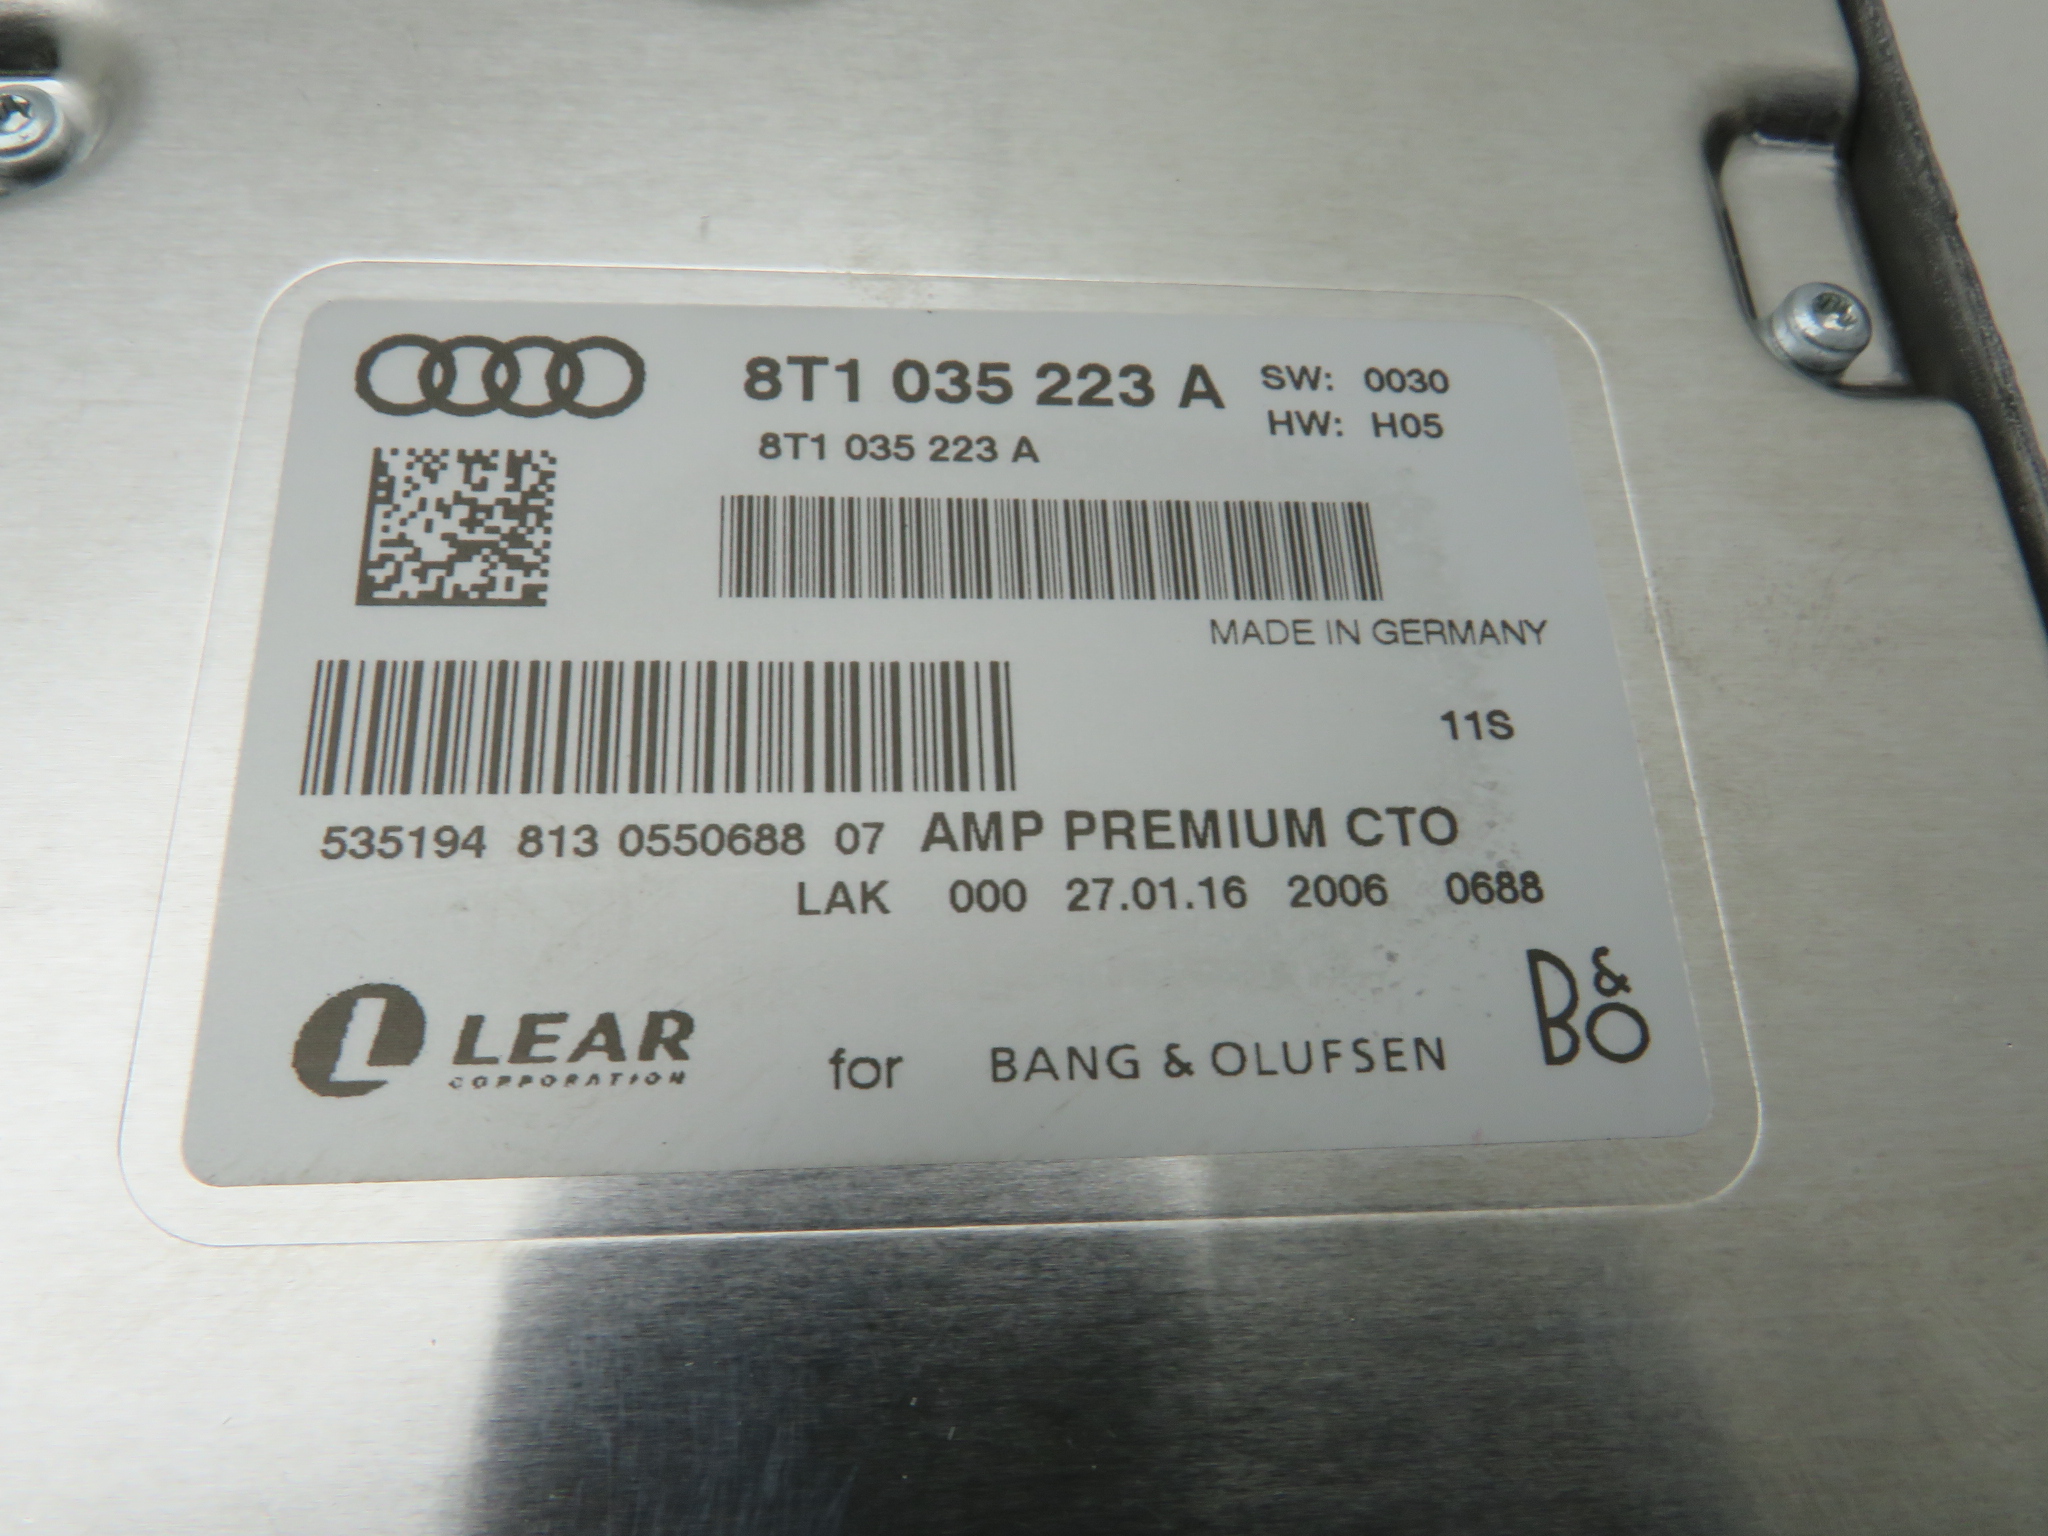 8T1 035 223 A SW: 0030
HW: H05
8T1 035 223 A
MADE IN GERMANY
11S
535194 813 0550688 07 AMP PREMIUM CTO
LAK 000 27.01.16 2006 0688
L LEAR
CORPORATION
for BANG & OLUFSEN B&O